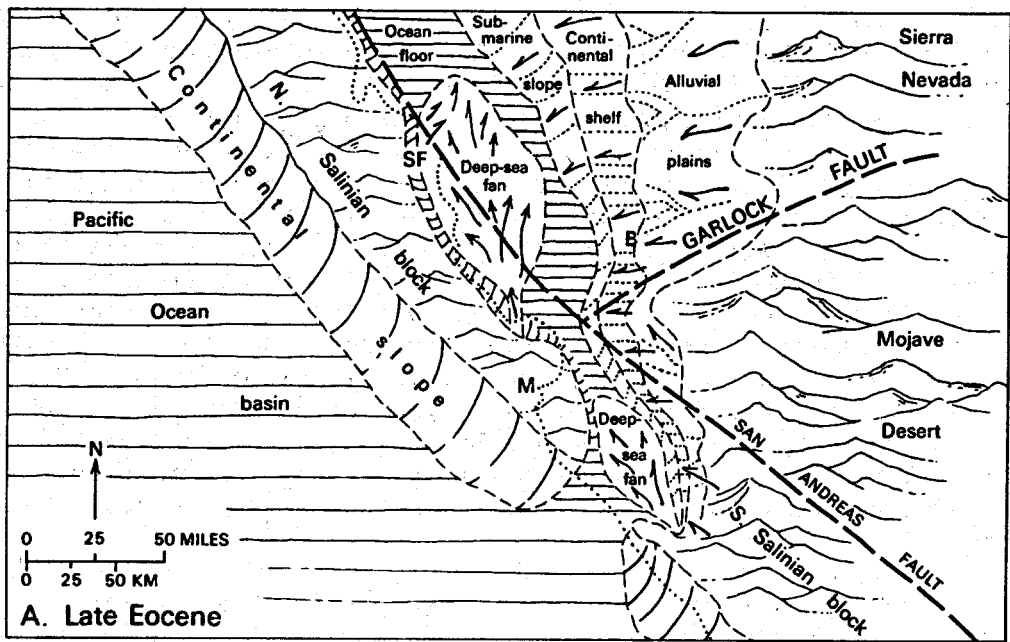 Ocean
floor
Sub-
marine
slope
Conti-
nental
shelf
Alluvial
plains
Sierra
Nevada
Continental
slope
N.
Salinian
block
SF
Deep-sea
fan
GARLOCK FAULT
B
Pacific
Ocean
basin
M
Mojave
Desert
Deep-
sea
fan
SAN ANDREAS FAULT
S. Salinian block
N
0 25 50 MILES
0 25 50 KM
A. Late Eocene